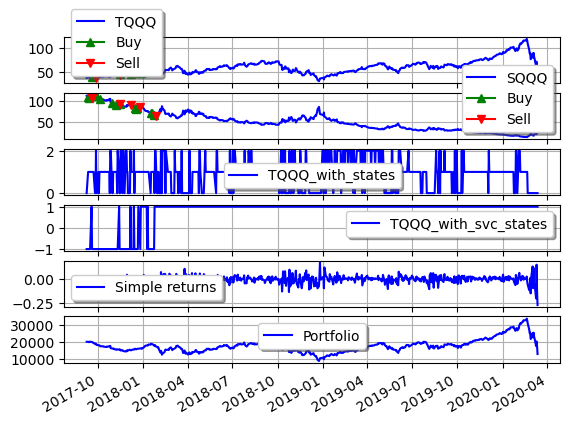 TQQQ
Buy
Sell
100
50
SQQQ
Buy
Sell
100
50
2
0
TQQQ_with_states
1
0
−1
TQQQ_with_svc_states
0.00
−0.25
Simple returns
30000
20000
10000
Portfolio
2017-10
2018-01
2018-04
2018-07
2018-10
2019-01
2019-04
2019-07
2019-10
2020-01
2020-04